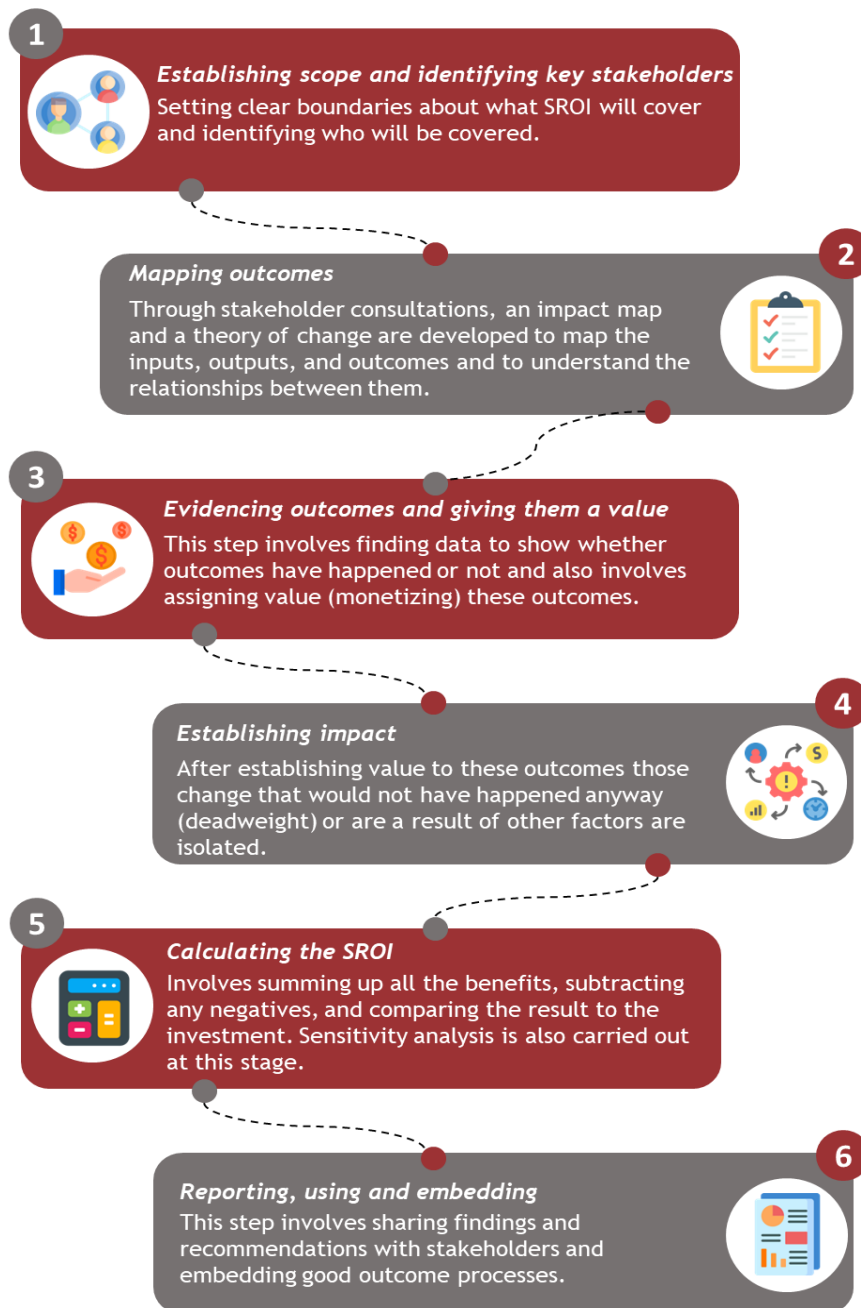 1
Establishing scope and identifying key stakeholders
Setting clear boundaries about what SROI will cover
and identifying who will be covered.
2
Mapping outcomes
Through stakeholder consultations, an impact map
and a theory of change are developed to map the
inputs, outputs, and outcomes and to understand the
relationships between them.
3
Evidencing outcomes and giving them a value
This step involves finding data to show whether
outcomes have happened or not and also involves
assigning value (monetizing) these outcomes.
4
Establishing impact
After establishing value to these outcomes those
change that would not have happened anyway
(deadweight) or are a result of other factors are
isolated.
5
Calculating the SROI
Involves summing up all the benefits, subtracting
any negatives, and comparing the result to the
investment. Sensitivity analysis is also carried out
at this stage.
6
Reporting, using and embedding
This step involves sharing findings and
recommendations with stakeholders and
embedding good outcome processes.